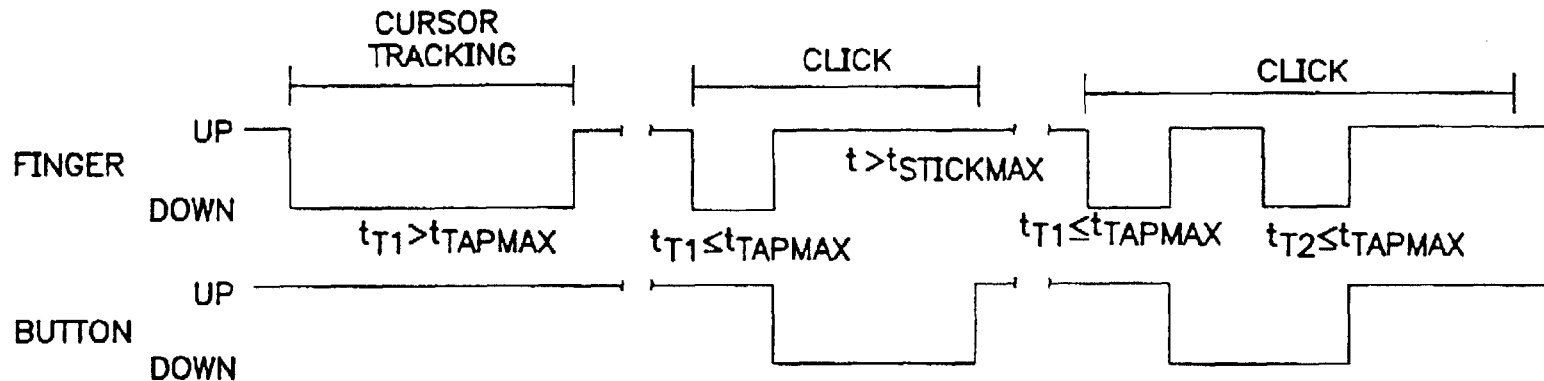 CURSOR
TRACKING
CLICK
CLICK
UP
FINGER
DOWN
t>tSTICKMAX
tT1>tTAPMAX
tT1≤tTAPMAX
tT1≤tTAPMAX
tT2≤tTAPMAX
UP
BUTTON
DOWN